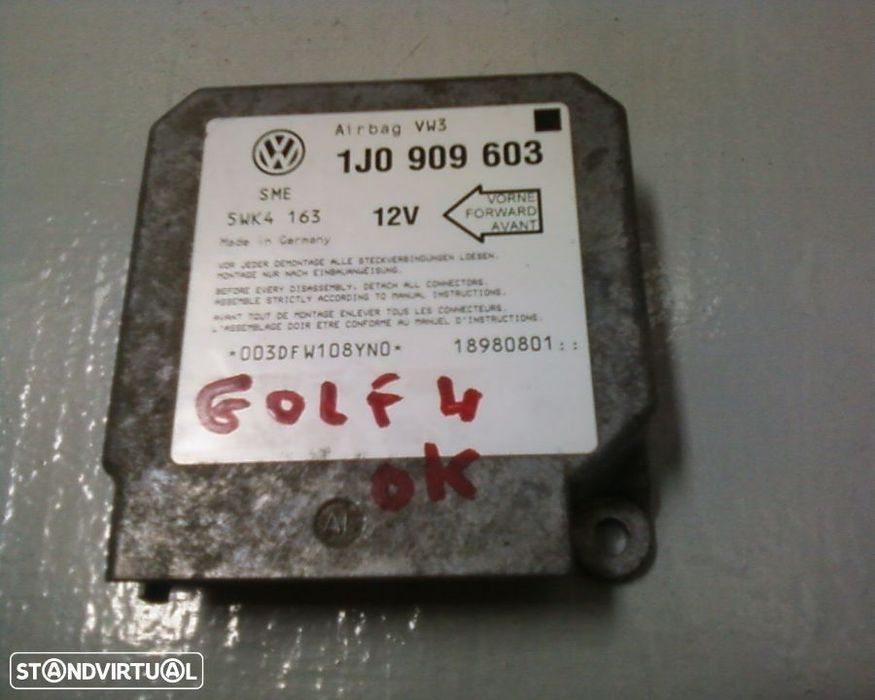 Airbag VW3
1J0 909 603
SME
5WK4 163
12V
VORNE
FORWARD
AVANT
Made in Germany
VOR JEDER DEMONTAGE ALLE STECKVERBINDUNGEN LOESEN.
MONTAGE NUR NACH EINBAUANWEISUNG.
BEFORE EVERY DISASSEMBLY, DETACH ALL CONNECTORS.
ASSEMBLE STRICTLY ACCORDING TO MANUAL INSTRUCTIONS.
AVANT TOUT DE MONTAGE ENLEVER TOUS LES CONNECTEURS.
L'ASSEMBLAGE DOIR ETRE CONFORME AU MANUEL D'INSTRUCTIONS.
*003DFW108YN0* 18980801::
GOLF 4
OK
Al
STANDVIRTUAL